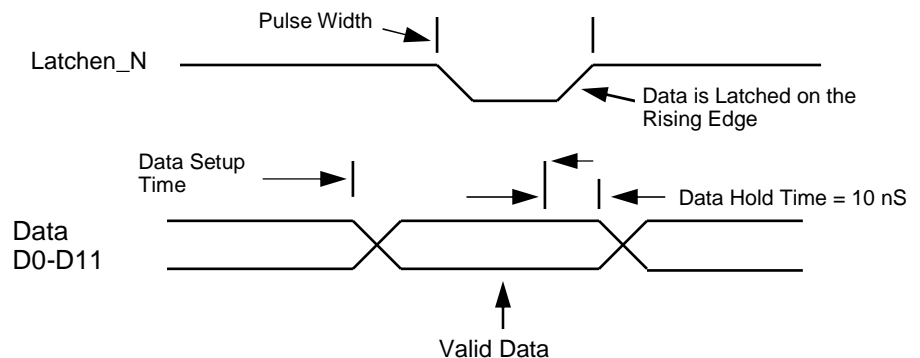 Pulse Width
Latchen_N
Data is Latched on the
Rising Edge
Data Setup
Time
Data Hold Time = 10 nS
Data
D0-D11
Valid Data